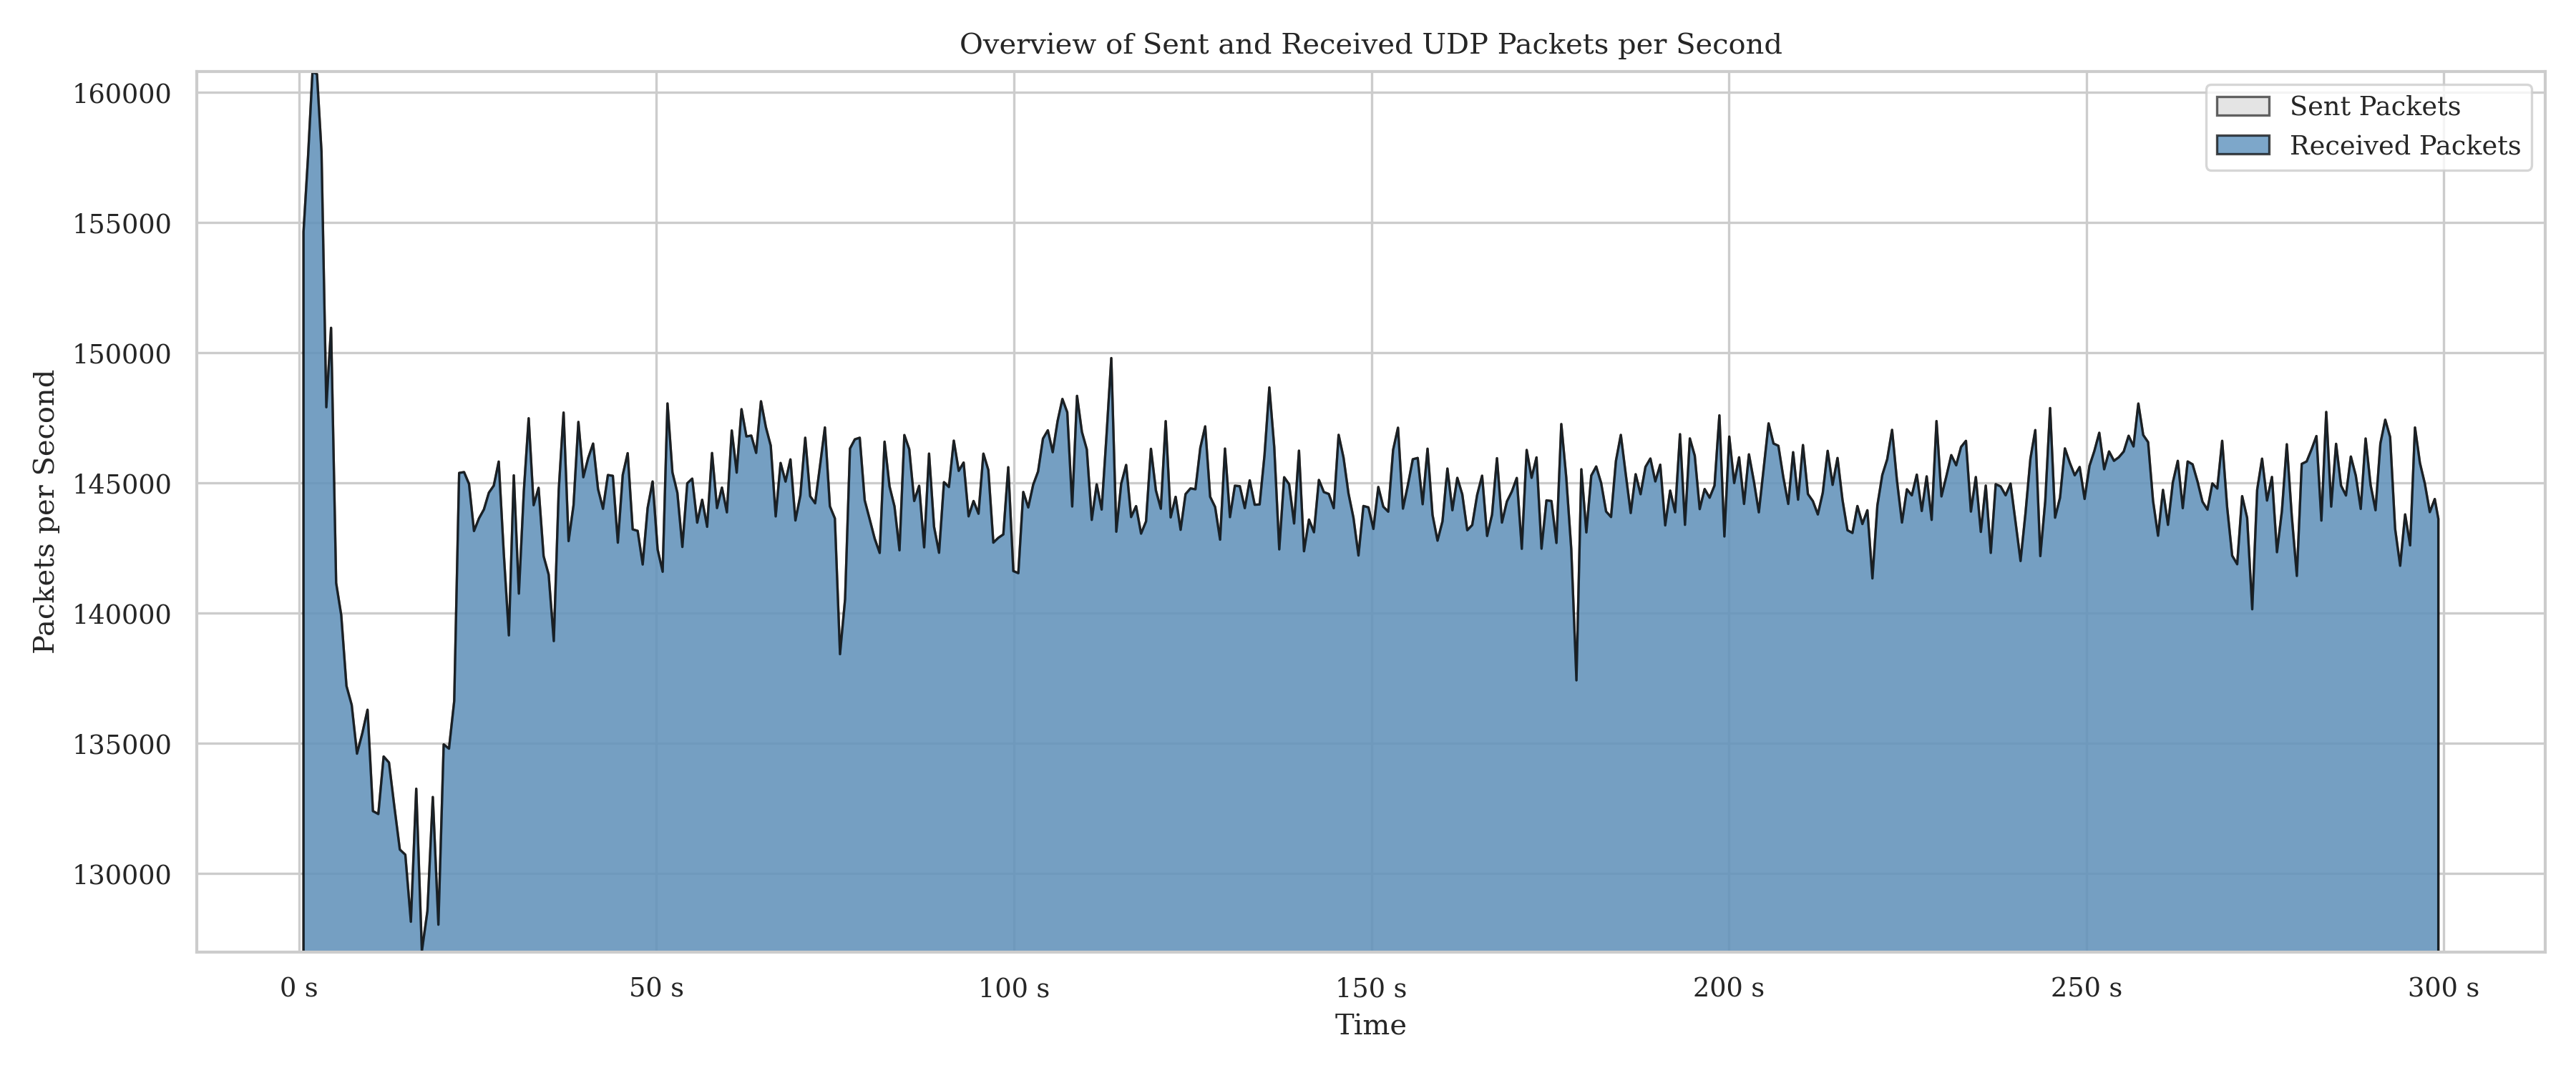 Overview of Sent and Received UDP Packets per Second
Sent Packets
Received Packets
Packets per Second
160000
155000
150000
145000
140000
135000
130000
0 s 50 s 100 s 150 s 200 s 250 s 300 s
Time